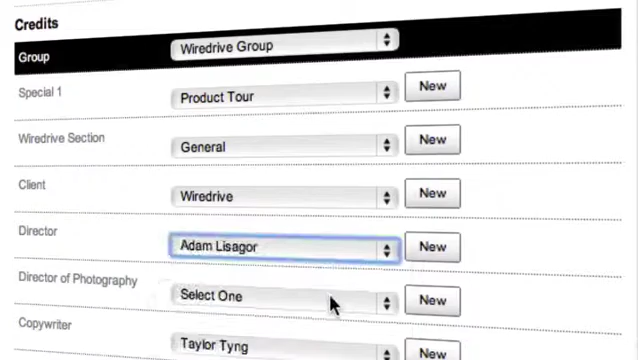 Credits
Group Wiredrive Group
Special 1 Product Tour New
Wiredrive Section General New
Client Wiredrive New
Director Adam Lisagor New
Director of Photography Select One New
Copywriter Taylor Tyng New